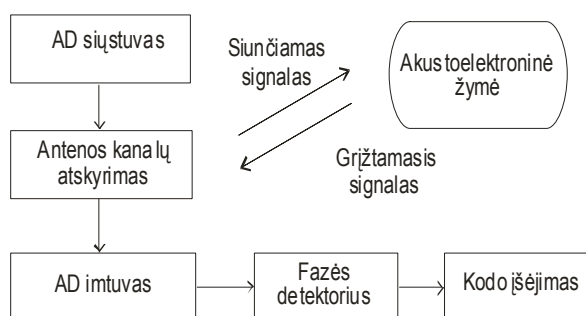 AD siųstuvas
Siunčiamas
signalas
Akustoelektroninė
žymė
Antenos kanalų
atskyrimas
Grįžtamasis
signalas
AD imtuvas
Fazės
detektorius
Kodo įšėjimas